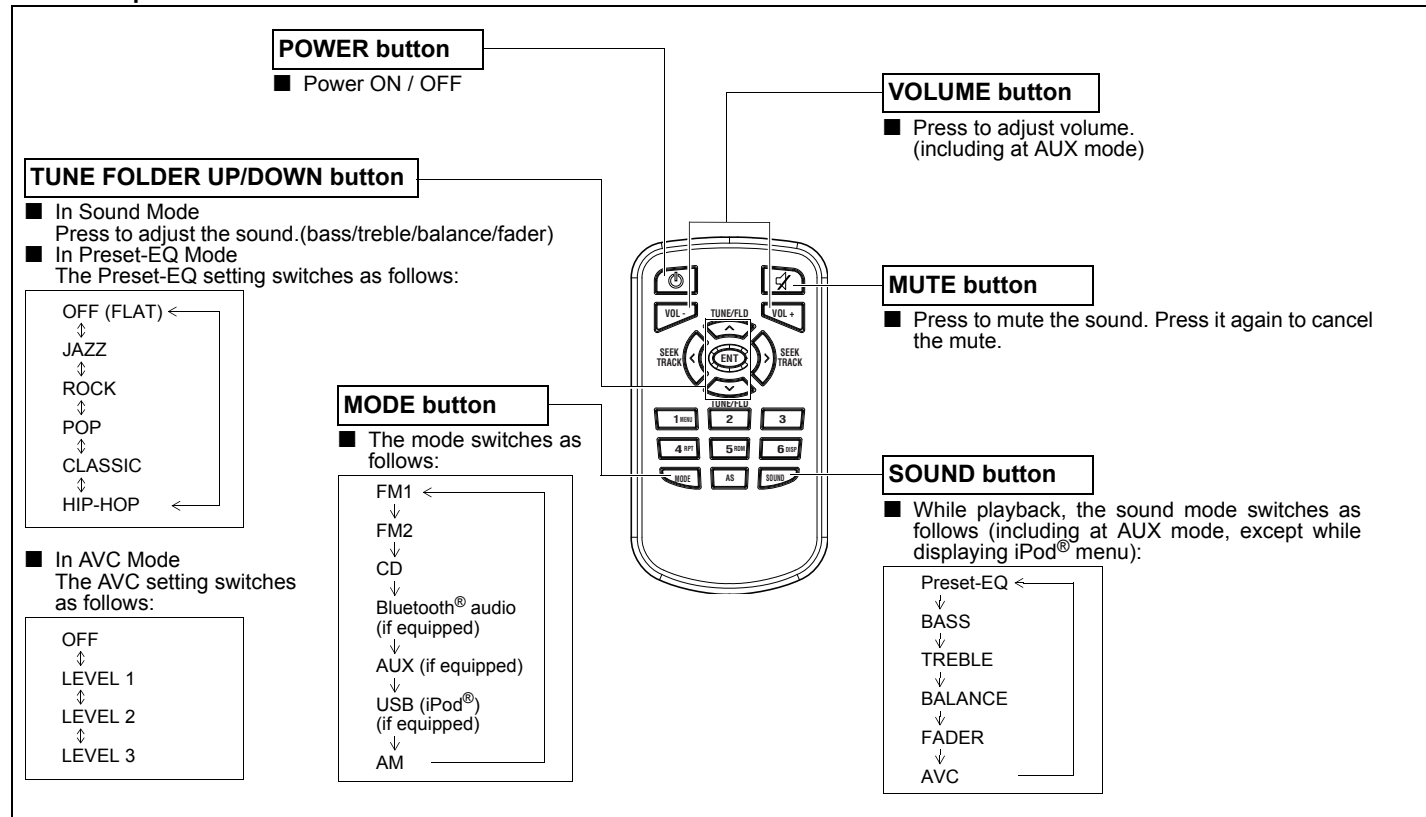 POWER button
■ Power ON / OFF
VOLUME button
■ Press to adjust volume.
(including at AUX mode)
TUNE FOLDER UP/DOWN button
■ In Sound Mode
Press to adjust the sound.(bass/treble/balance/fader)
■ In Preset-EQ Mode
The Preset-EQ setting switches as follows:
OFF (FLAT)
JAZZ
ROCK
POP
CLASSIC
HIP-HOP
■ In AVC Mode
The AVC setting switches
as follows:
OFF
LEVEL 1
LEVEL 2
LEVEL 3
MODE button
■ The mode switches as
follows:
FM1
FM2
CD
Bluetooth® audio
(if equipped)
AUX (if equipped)
USB (iPod®)
(if equipped)
AM
VOL -
TUNE/FLD
VOL +
SEEK
TRACK
ENT
SEEK
TRACK
TUNE/FLD
1 MENU
2
3
4 RPT
5 RDM
6 DISP
MODE
AS
SOUND
MUTE button
■ Press to mute the sound. Press it again to cancel
the mute.
SOUND button
■ While playback, the sound mode switches as
follows (including at AUX mode, except while
displaying iPod® menu):
Preset-EQ
BASS
TREBLE
BALANCE
FADER
AVC